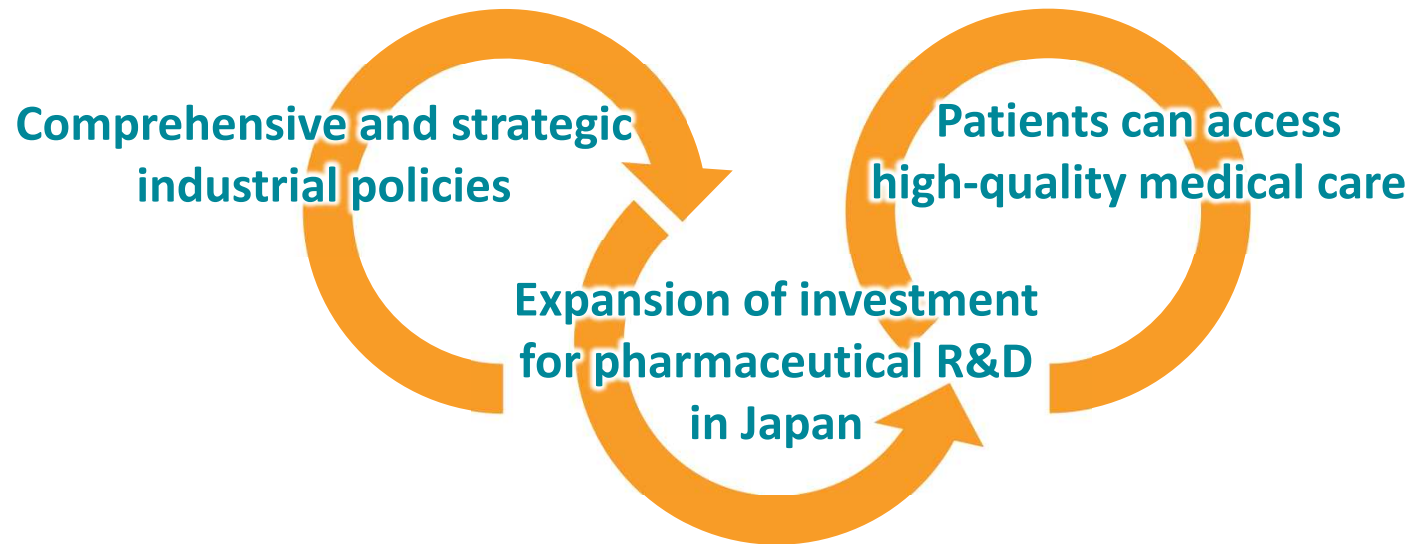 Comprehensive and strategic
industrial policies
Expansion of investment
for pharmaceutical R&D
in Japan
Patients can access
high-quality medical care